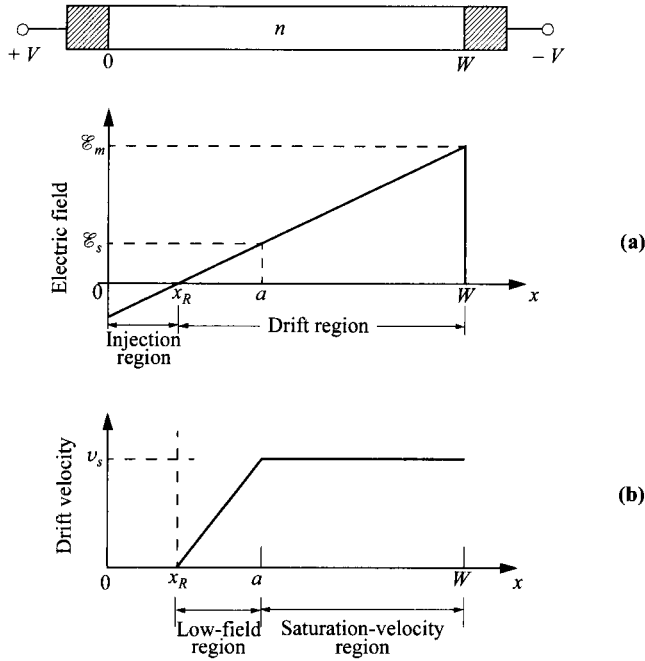 n
+ V
0
W
− V
Electric field
ℰm
ℰs
0
xR
a
W
x
Injection
region
Drift region
(a)
Drift velocity
vs
0
xR
a
W
x
Low-field
region
Saturation-velocity
region
(b)